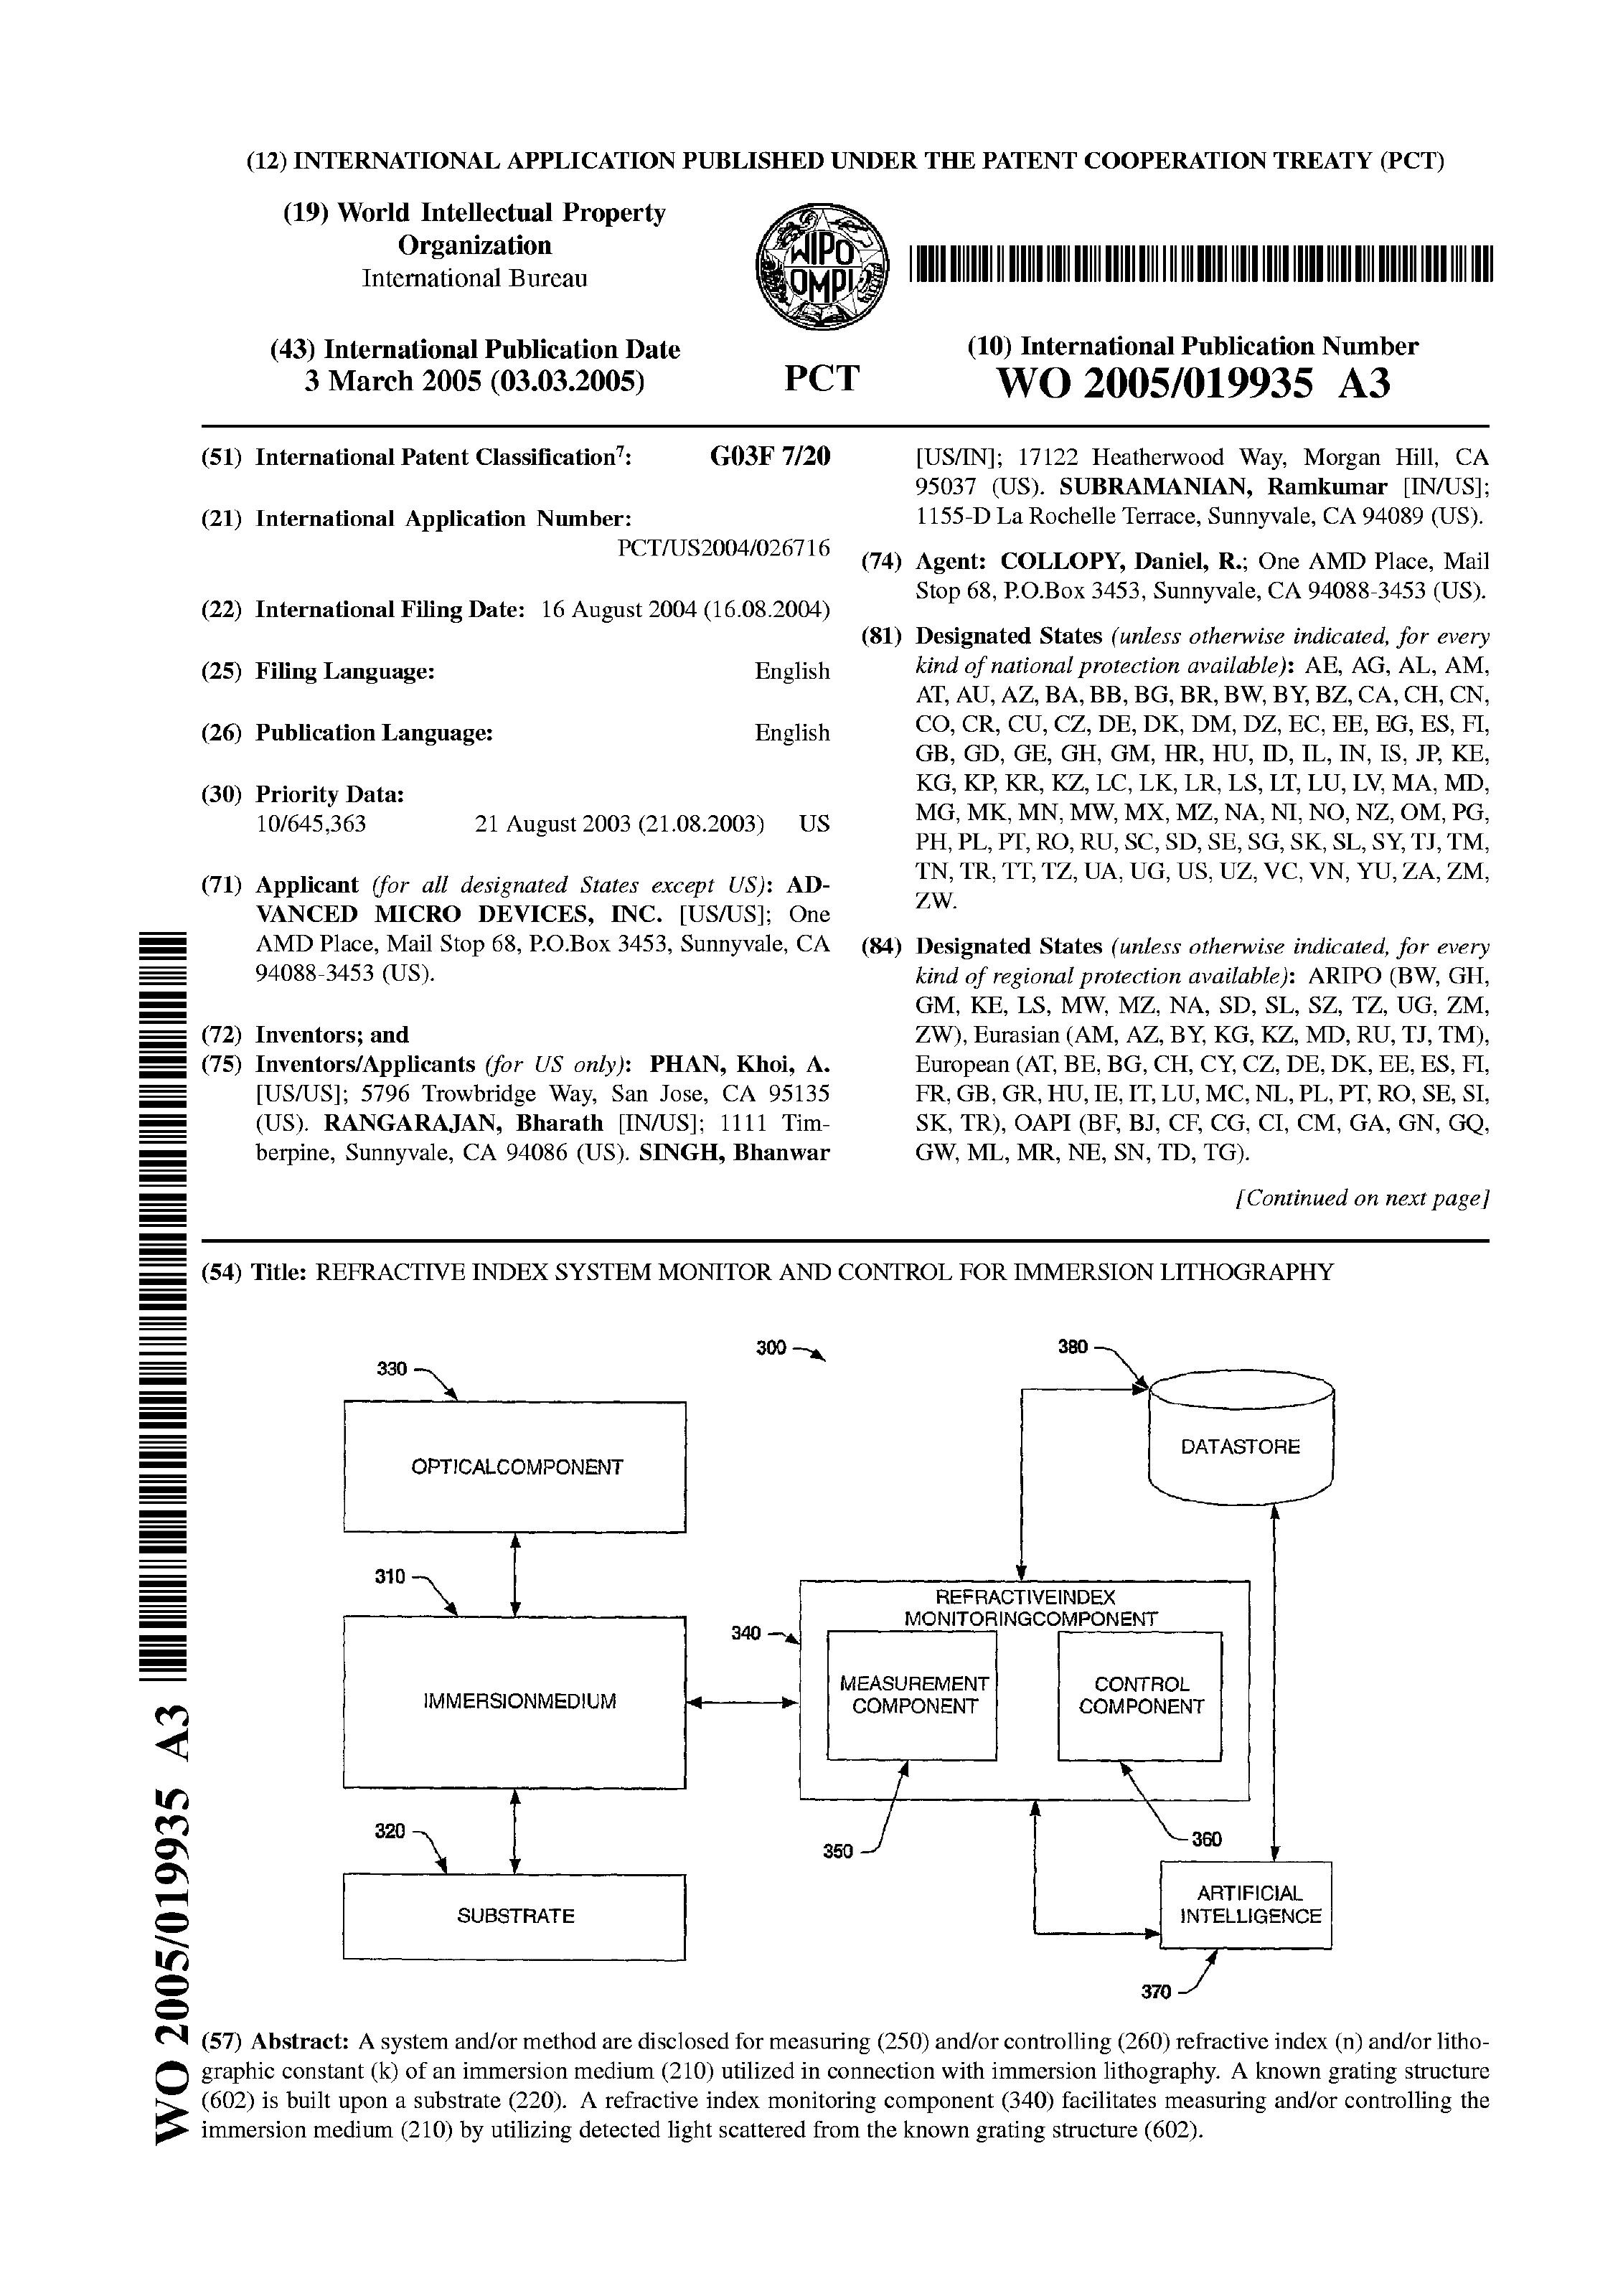 (12) INTERNATIONAL APPLICATION PUBLISHED UNDER THE PATENT COOPERATION TREATY (PCT)
(19) World Intellectual Property
Organization
International Bureau
WIPO
OMPI
(43) International Publication Date
3 March 2005 (03.03.2005)
PCT
(10) International Publication Number
WO 2005/019935 A3
(51) International Patent Classification7: G03F 7/20
(21) International Application Number:
PCT/US2004/026716
(22) International Filing Date: 16 August 2004 (16.08.2004)
(25) Filing Language: English
(26) Publication Language: English
(30) Priority Data:
10/645,363 21 August 2003 (21.08.2003) US
(71) Applicant (for all designated States except US): AD-
VANCED MICRO DEVICES, INC. [US/US]; One
AMD Place, Mail Stop 68, P.O.Box 3453, Sunnyvale, CA
94088-3453 (US).
(72) Inventors; and
(75) Inventors/Applicants (for US only): PHAN, Khoi, A.
[US/US]; 5796 Trowbridge Way, San Jose, CA 95135
(US). RANGARAJAN, Bharath [IN/US]; 1111 Tim-
berpine, Sunnyvale, CA 94086 (US). SINGH, Bhanwar
[US/IN]; 17122 Heatherwood Way, Morgan Hill, CA
95037 (US). SUBRAMANIAN, Ramkumar [IN/US];
1155-D La Rochelle Terrace, Sunnyvale, CA 94089 (US).
(74) Agent: COLLOPY, Daniel, R.; One AMD Place, Mail
Stop 68, P.O.Box 3453, Sunnyvale, CA 94088-3453 (US).
(81) Designated States (unless otherwise indicated, for every
kind of national protection available): AE, AG, AL, AM,
AT, AU, AZ, BA, BB, BG, BR, BW, BY, BZ, CA, CH, CN,
CO, CR, CU, CZ, DE, DK, DM, DZ, EC, EE, EG, ES, FI,
GB, GD, GE, GH, GM, HR, HU, ID, IL, IN, IS, JP, KE,
KG, KP, KR, KZ, LC, LK, LR, LS, LT, LU, LV, MA, MD,
MG, MK, MN, MW, MX, MZ, NA, NI, NO, NZ, OM, PG,
PH, PL, PT, RO, RU, SC, SD, SE, SG, SK, SL, SY, TJ, TM,
TN, TR, TT, TZ, UA, UG, US, UZ, VC, VN, YU, ZA, ZM,
ZW.
(84) Designated States (unless otherwise indicated, for every
kind of regional protection available): ARIPO (BW, GH,
GM, KE, LS, MW, MZ, NA, SD, SL, SZ, TZ, UG, ZM,
ZW), Eurasian (AM, AZ, BY, KG, KZ, MD, RU, TJ, TM),
European (AT, BE, BG, CH, CY, CZ, DE, DK, EE, ES, FI,
FR, GB, GR, HU, IE, IT, LU, MC, NL, PL, PT, RO, SE, SI,
SK, TR), OAPI (BF, BJ, CF, CG, CI, CM, GA, GN, GQ,
GW, ML, MR, NE, SN, TD, TG).
[Continued on next page]
(54) Title: REFRACTIVE INDEX SYSTEM MONITOR AND CONTROL FOR IMMERSION LITHOGRAPHY
300
380
330
DATASTORE
OPTICALCOMPONENT
310
REFRACTIVEINDEX
MONITORINGCOMPONENT
340
MEASUREMENT
COMPONENT
CONTROL
COMPONENT
IMMERSIONMEDIUM
320
350
360
ARTIFICIAL
INTELLIGENCE
SUBSTRATE
370
(57) Abstract: A system and/or method are disclosed for measuring (250) and/or controlling (260) refractive index (n) and/or litho-
graphic constant (k) of an immersion medium (210) utilized in connection with immersion lithography. A known grating structure
(602) is built upon a substrate (220). A refractive index monitoring component (340) facilitates measuring and/or controlling the
immersion medium (210) by utilizing detected light scattered from the known grating structure (602).
WO 2005/019935 A3